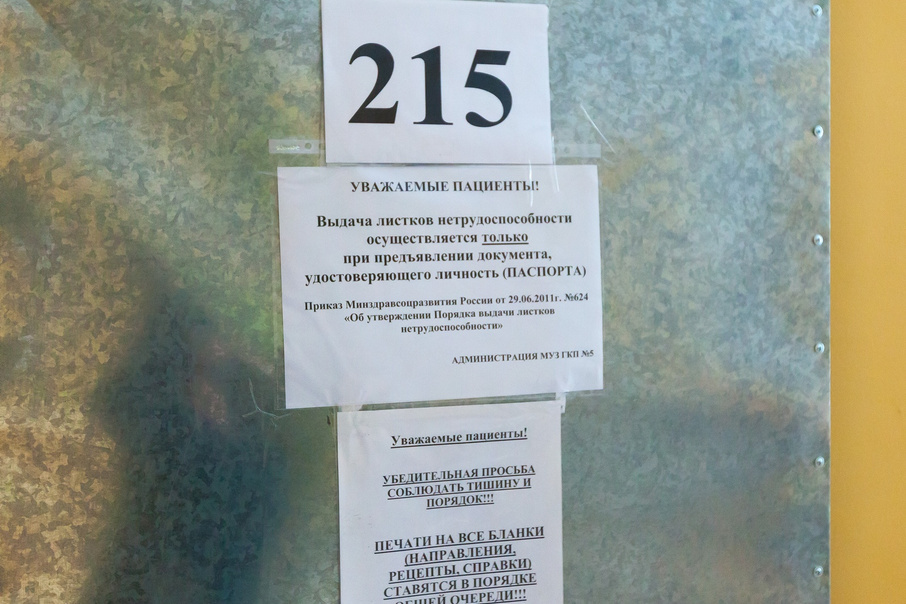 215
УВАЖАЕМЫЕ ПАЦИЕНТЫ!
Выдача листков нетрудоспособности
осуществляется только
при предъявлении документа,
удостоверяющего личность (ПАСПОРТА)
Приказ Минздравсоцразвития России от 29.06.2011г. №624
«Об утверждении Порядка выдачи листков
нетрудоспособности»
АДМИНИСТРАЦИЯ МУЗ ГКП №5
Уважаемые пациенты!
УБЕДИТЕЛЬНАЯ ПРОСЬБА
СОБЛЮДАТЬ ТИШИНУ И
ПОРЯДОК!!!
ПЕЧАТИ НА ВСЕ БЛАНКИ
(НАПРАВЛЕНИЯ,
РЕЦЕПТЫ, СПРАВКИ)
СТАВЯТСЯ В ПОРЯДКЕ
ОБЩЕЙ ОЧЕРЕДИ!!!